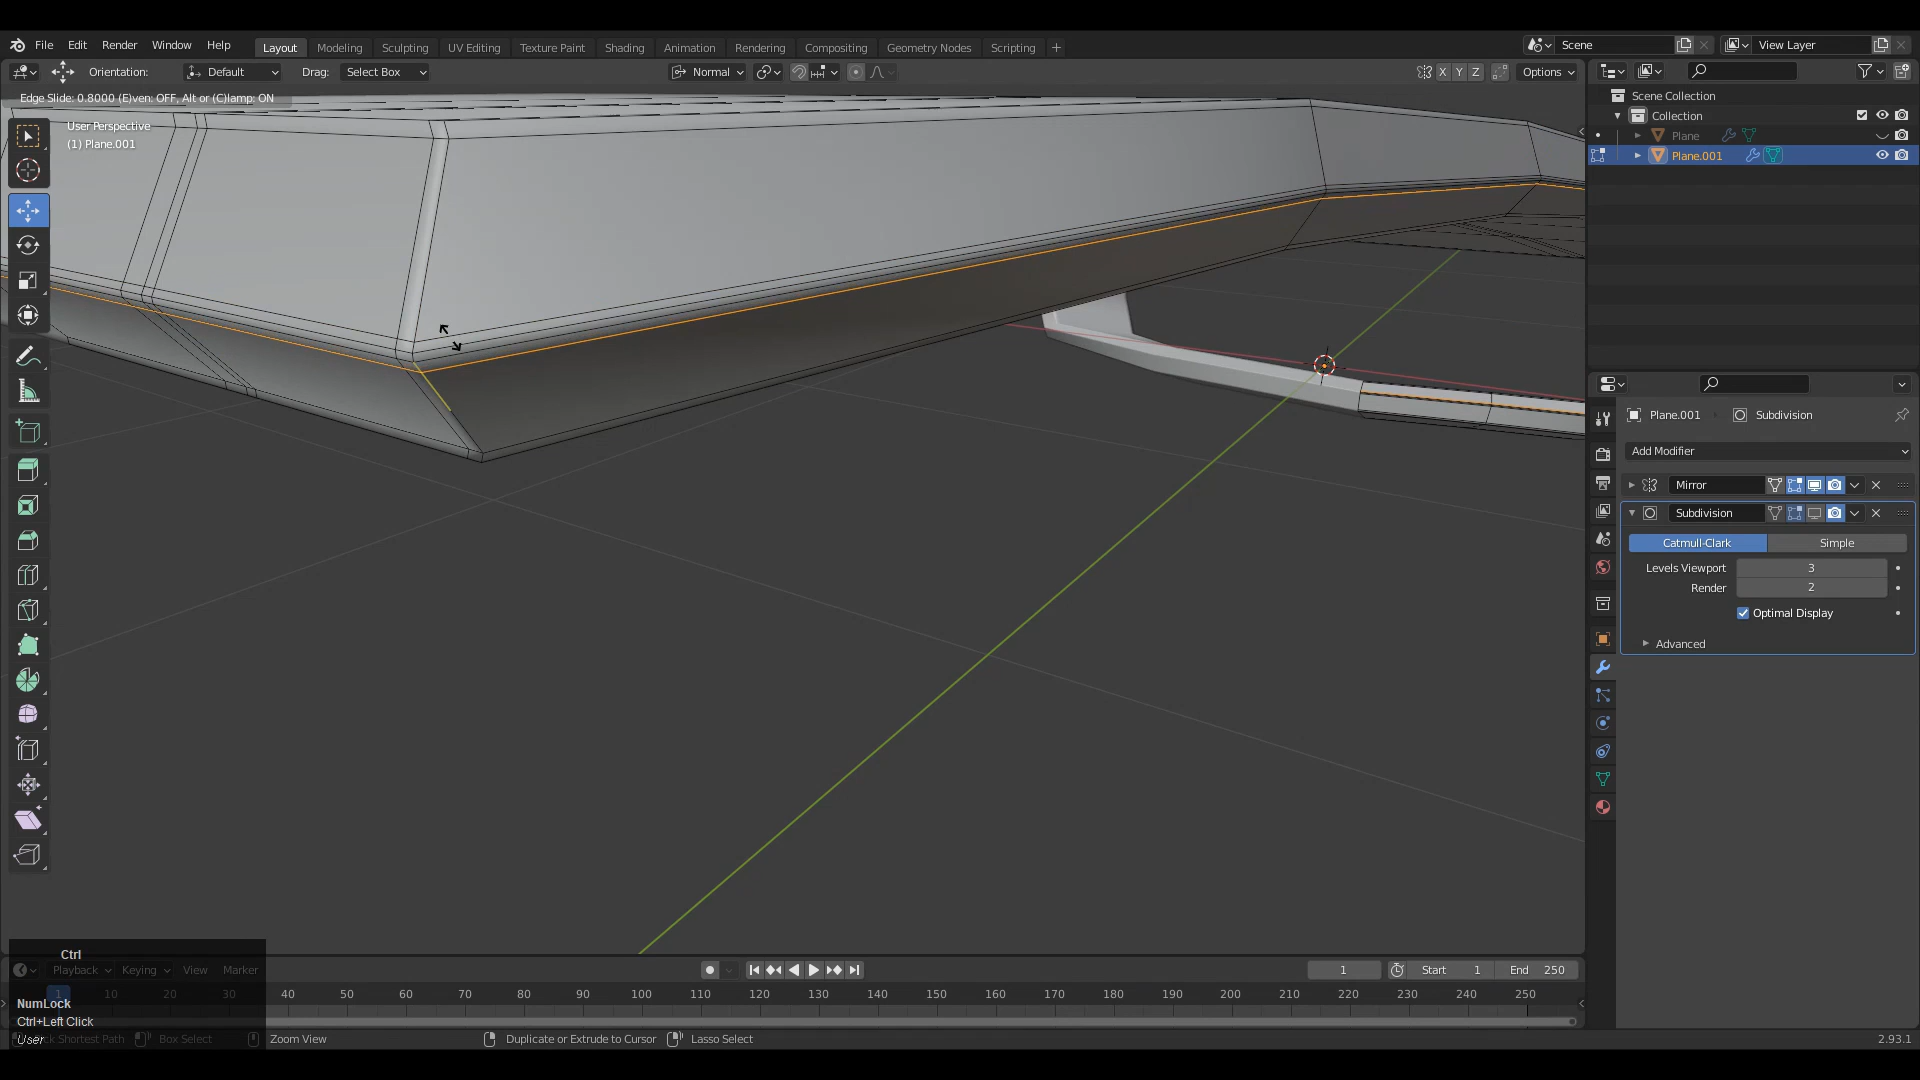 File Edit Render Window Help Layout Modeling Sculpting UV Editing Texture Paint Shading Animation Rendering Compositing Geometry Nodes Scripting + Scene View Layer
Orientation: Default Drag: Select Box Normal X Y Z Options
Edge Slide: 0.8000 (E)ven: OFF, Alt or (C)lamp: ON
User Perspective
(1) Plane.001
Scene Collection
Collection
Plane
Plane.001
Plane.001 Subdivision
Add Modifier
Mirror
Subdivision
Catmull-Clark Simple
Levels Viewport 3
Render 2
Optimal Display
Advanced
Ctrl
Playback Keying View Marker 1 Start 1 End 250
1 10 20 30 40 50 60 70 80 90 100 110 120 130 140 150 160 170 180 190 200 210 220 230 240 250
NumLock
Ctrl+Left Click
User Shortest Path Box Select Zoom View Duplicate or Extrude to Cursor Lasso Select 2.93.1